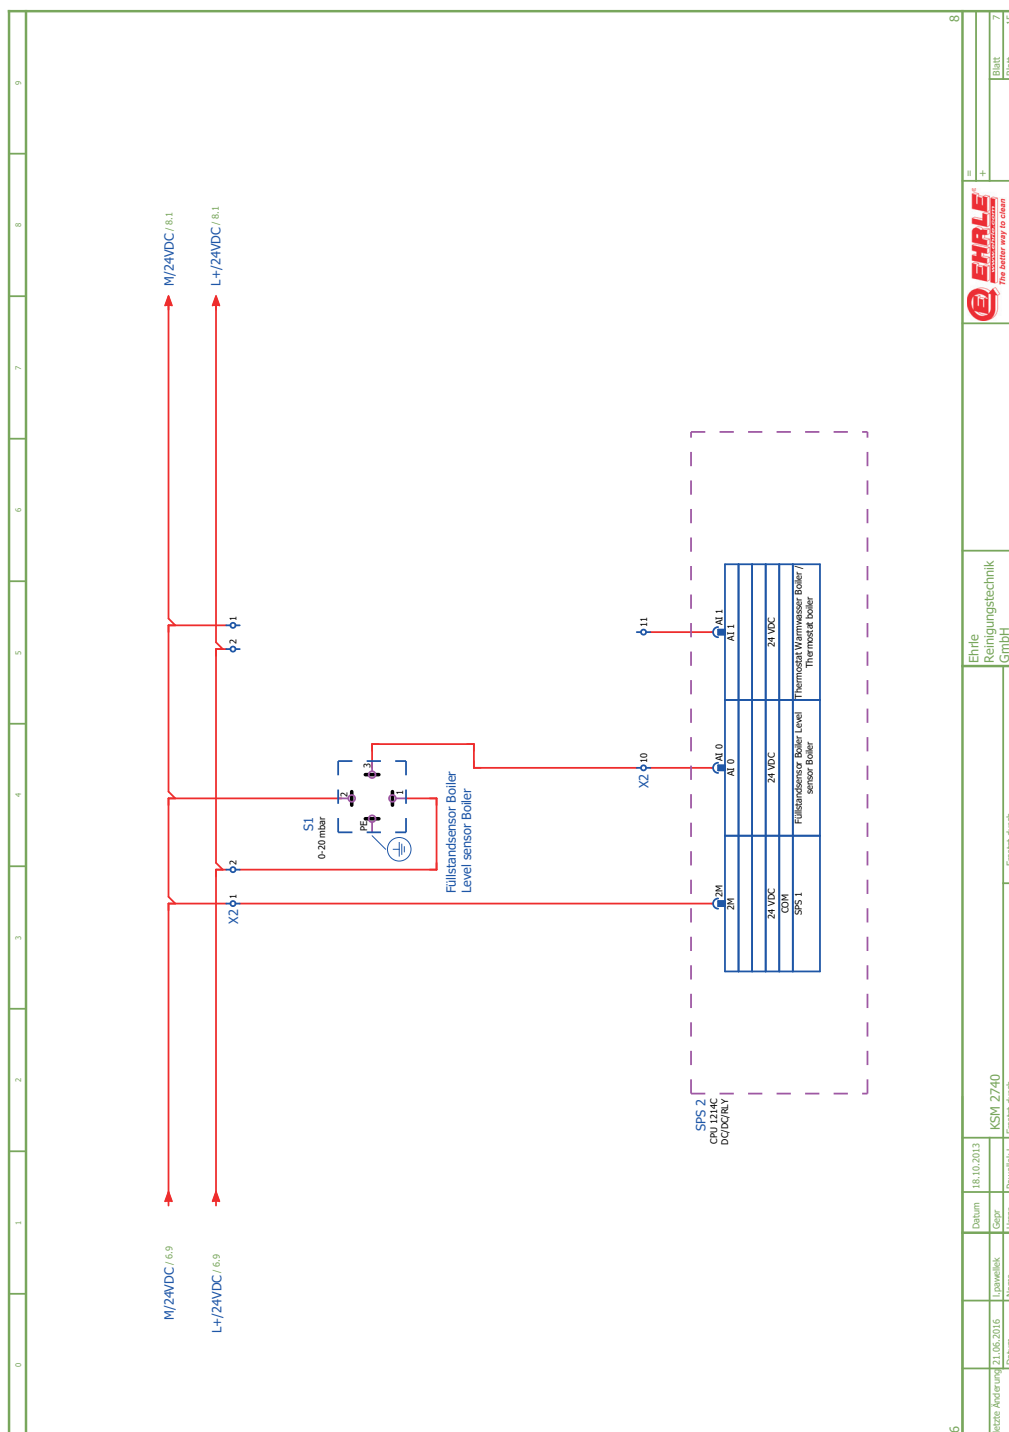 0
1
2
3
4
5
6
7
8
9
M/24VDC / 6.9
M/24VDC / 8.1
L+/24VDC / 6.9
L+/24VDC / 8.1
X2
1
2
2
1
S1
0-20 mbar
PE
2
3
1
Füllstandsensor Boiler
Level sensor Boiler
X2
10
11
SPS 2
CPU 1214C
DC/DC/RLY
2M
AI 0
AI 1
2M
AI 0
AI 1
24 VDC
24 VDC
24 VDC
COM
SPS 1
Füllstandsensor Boiler Level
sensor Boiler
Thermostat Warmwasser Boiler /
Thermostat boiler
6
8
Datum
18.10.2013
letzte Änderung
21.06.2016
I.pawellek
Gepr
KSM 2740
Ehrle
Reinigungstechnik
GmbH
EHRLE
The better way to clean
=
+
Blatt
7